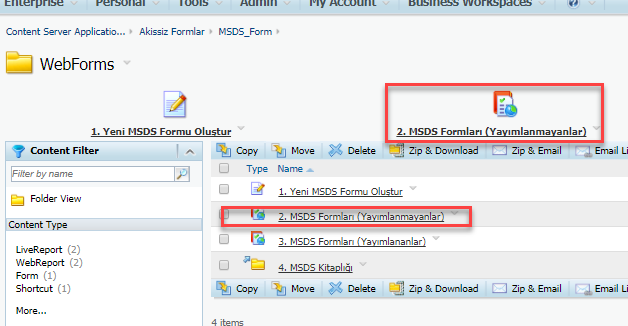 Enterprise Personal Tools Admin My Account Business Workspaces ?
Content Server Applicatio... > Akissiz Formlar > MSDS_Form
WebForms
1. Yeni MSDS Formu Oluştur
2. MSDS Formları (Yayımlanmayanlar)
Content Filter
Filter by name
Folder View
Content Type
LiveReport (2)
WebReport (2)
Form (1)
Shortcut (1)
More...
Copy Move Delete Zip & Download Zip & Email Email Li
Type Name
1. Yeni MSDS Formu Oluştur
2. MSDS Formları (Yayımlanmayanlar)
3. MSDS Formları (Yayımlananlar)
4. MSDS Kitaplığı
Copy Move Delete Zip & Download Zip & Email Email Li
4 items